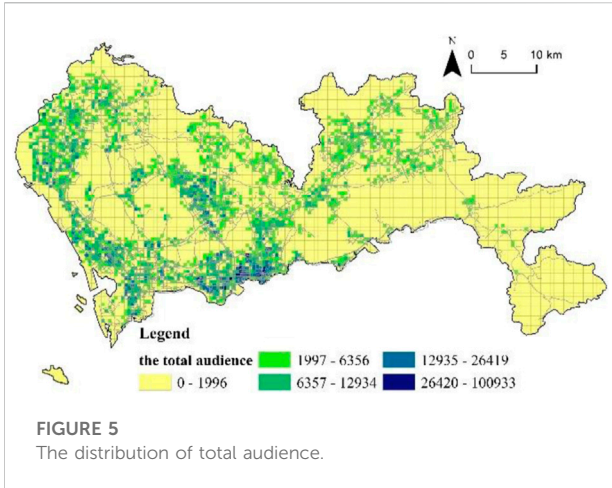 N
0 5 10 km
Legend
the total audience
0 - 1996
1997 - 6356
6357 - 12934
12935 - 26419
26420 - 100933
FIGURE 5
The distribution of total audience.